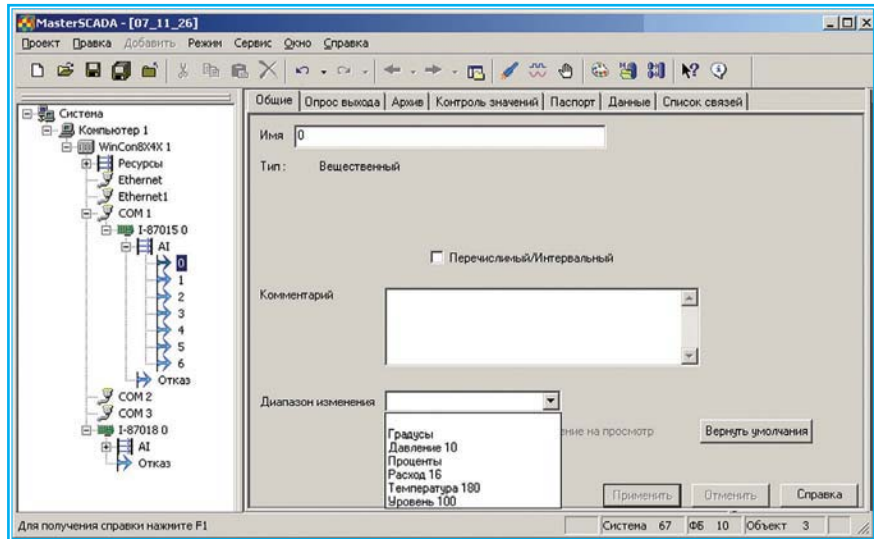 MasterSCADA - [07_11_26]
Проект Правка Добавить Режим Сервис Окно Справка
Система
Компьютер 1
WinCon8X4X 1
Ресурсы
Ethernet
Ethernet1
COM 1
I-87015 0
AI
0
1
2
3
4
5
6
Отказ
COM 2
COM 3
I-87018 0
AI
Отказ
Общие Опрос выхода Архив Контроль значений Паспорт Данные Список связей
Имя 0
Тип: Вещественный
Перечислимый/Интервальный
Комментарий
Диапазон изменения
Градусы
Давление 10
Проценты
Расход 16
Температура 180
Уровень 100
на просмотр
Вернуть умолчания
Применить Отменить Справка
Для получения справки нажмите F1
Система 67 ФБ 10 Объект 3